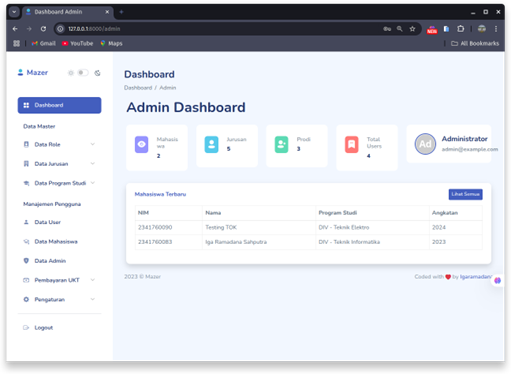 Dashboard Admin
127.0.0.1:8000/admin
NEW
Gmail
YouTube
Maps
All Bookmarks
Mazer
Dashboard
Data Master
Data Role
Data Jurusan
Data Program Studi
Manajemen Pengguna
Data User
Data Mahasiswa
Data Admin
Pembayaran UKT
Pengaturan
Logout
Dashboard
Dashboard / Admin
Admin Dashboard
Mahasis
wa
2
Jurusan
5
Prodi
3
Total
Users
4
Ad
Administrator
admin@example.com
Mahasiswa Terbaru
Lihat Semua
NIM Nama Program Studi Angkatan
2341760090 Testing TOK DIV - Teknik Elektro 2024
2341760083 Iga Ramadana Sahputra DIV - Teknik Informatika 2023
2023 © Mazer
Coded with ❤ by Igaramadana